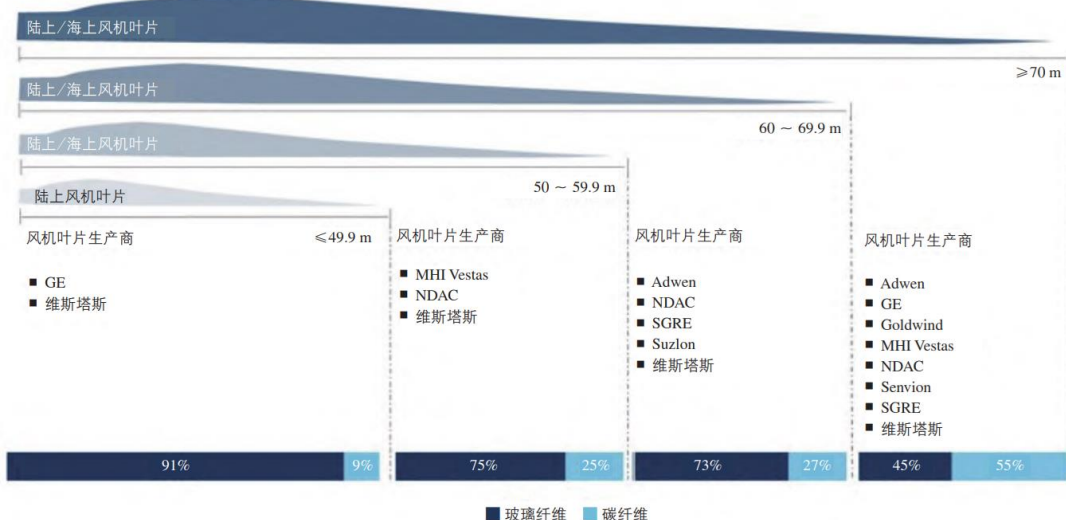 陆上/海上风机叶片
≥70 m
陆上/海上风机叶片
60 ~ 69.9 m
陆上/海上风机叶片
50 ~ 59.9 m
陆上风机叶片
≤49.9 m
风机叶片生产商
■ GE
■ 维斯塔斯
风机叶片生产商
■ MHI Vestas
■ NDAC
■ 维斯塔斯
风机叶片生产商
■ Adwen
■ NDAC
■ SGRE
■ Suzlon
■ 维斯塔斯
风机叶片生产商
■ Adwen
■ GE
■ Goldwind
■ MHI Vestas
■ NDAC
■ Senvion
■ SGRE
■ 维斯塔斯
91% 9% 75% 25% 73% 27% 45% 55%
玻璃纤维 碳纤维